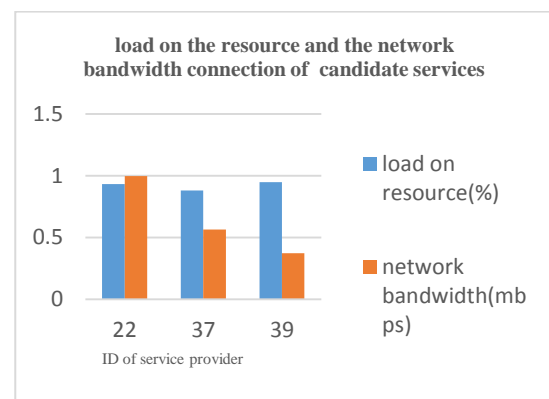 load on the resource and the network
bandwidth connection of candidate services
1.5
1
0.5
0
22 37 39
ID of service provider
load on
resource(%)
network
bandwidth(mb
ps)